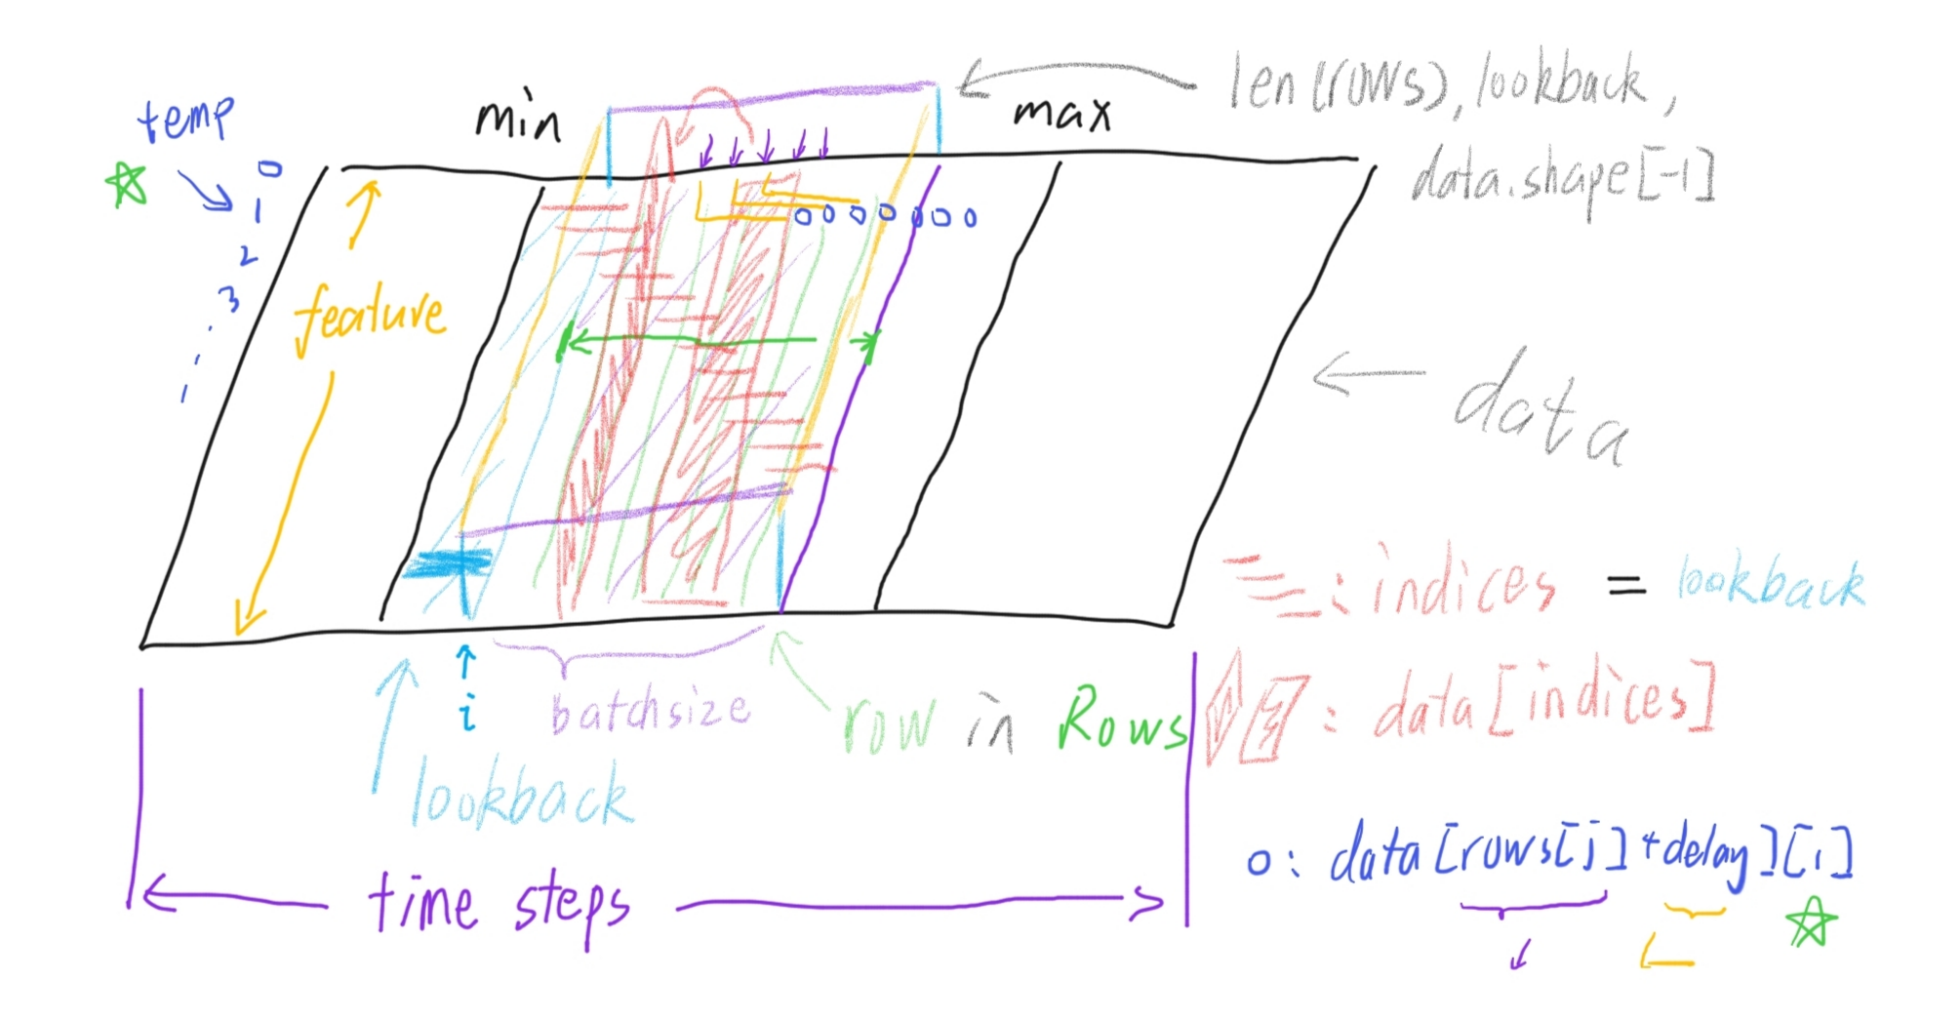 len(rows), lookback,
data.shape[-1]
min
max
temp
0
1
2
3
feature
o o o o o o o
data
indices = lookback
i
batchsize
row in Rows
: data[indices]
lookback
o: data[rows[j]+delay][i]
time steps